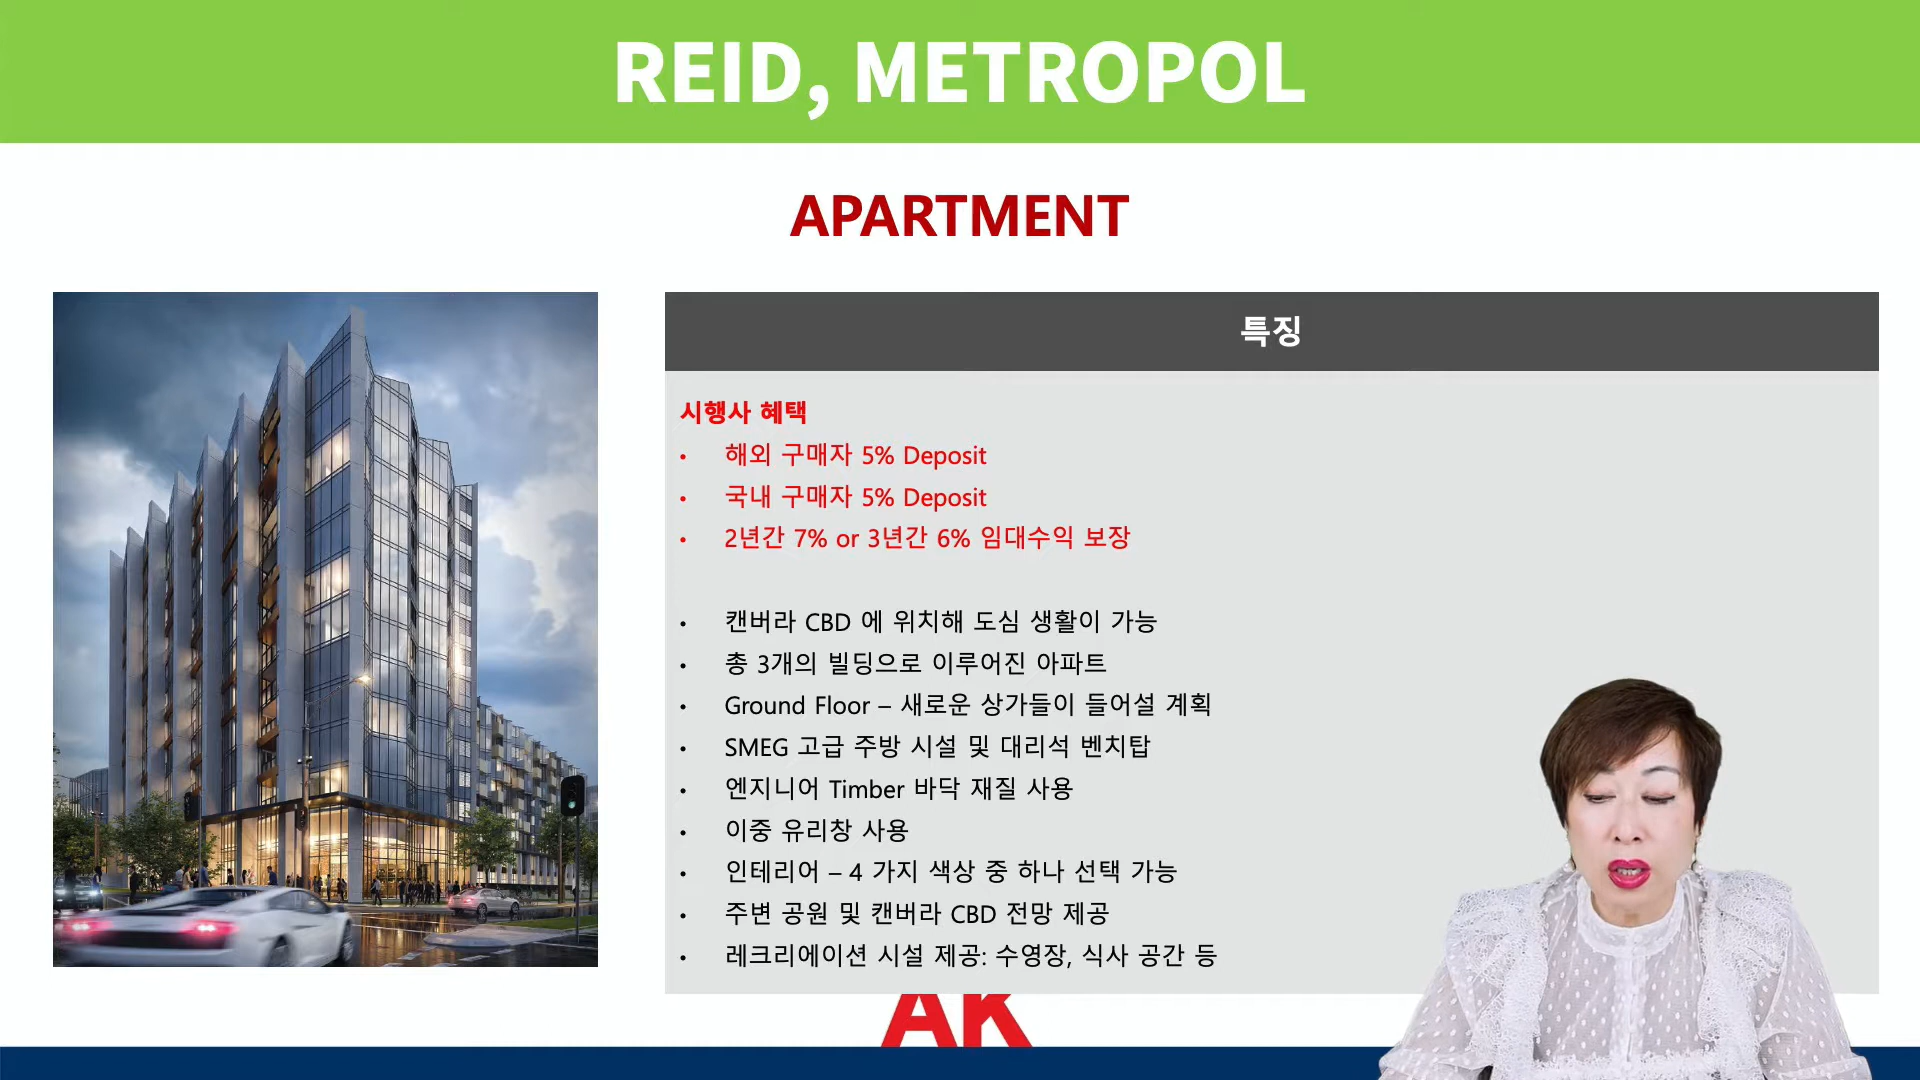 REID, METROPOL
APARTMENT
특징
시행사 혜택
• 해외 구매자 5% Deposit
• 국내 구매자 5% Deposit
• 2년간 7% or 3년간 6% 임대수익 보장
• 캔버라 CBD 에 위치해 도심 생활이 가능
• 총 3개의 빌딩으로 이루어진 아파트
• Ground Floor – 새로운 상가들이 들어설 계획
• SMEG 고급 주방 시설 및 대리석 벤치탑
• 엔지니어 Timber 바닥 재질 사용
• 이중 유리창 사용
• 인테리어 – 4 가지 색상 중 하나 선택 가능
• 주변 공원 및 캔버라 CBD 전망 제공
• 레크리에이션 시설 제공: 수영장, 식사 공간 등
AK